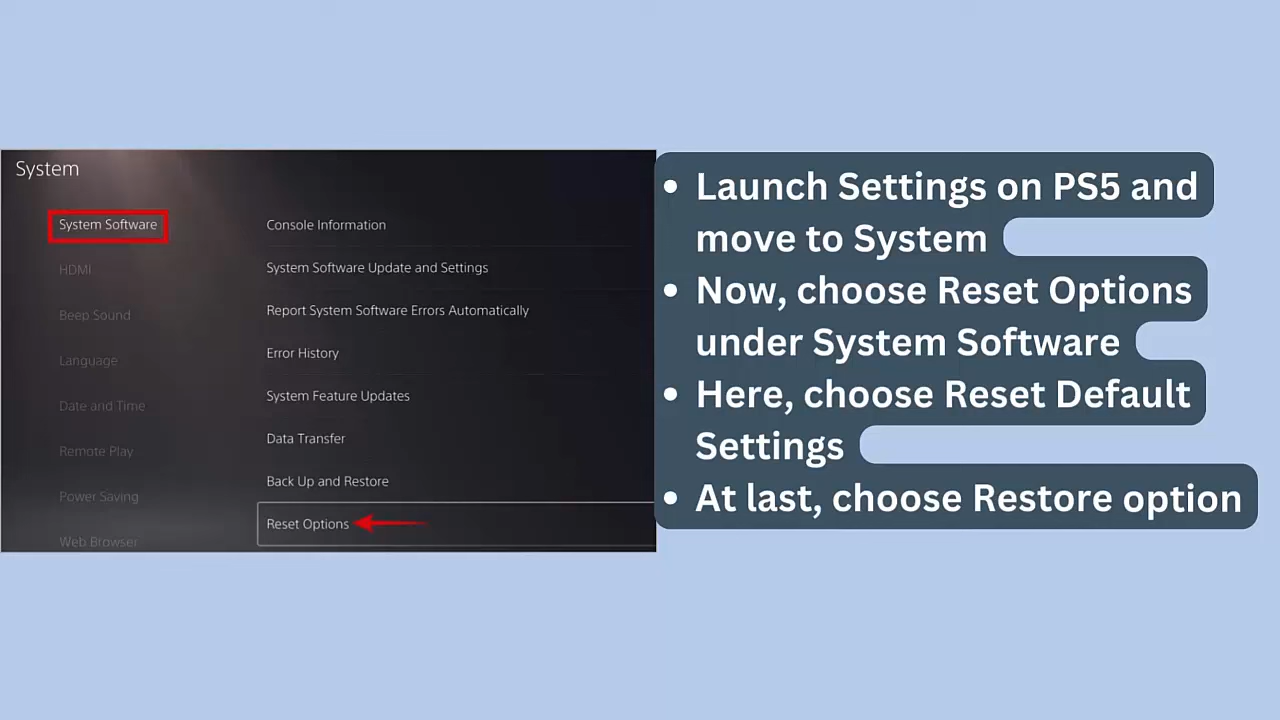 System
System Software
HDMI
Beep Sound
Language
Date and Time
Remote Play
Power Saving
Web Browser
Console Information
System Software Update and Settings
Report System Software Errors Automatically
Error History
System Feature Updates
Data Transfer
Back Up and Restore
Reset Options
• Launch Settings on PS5 and
move to System
• Now, choose Reset Options
under System Software
• Here, choose Reset Default
Settings
• At last, choose Restore option